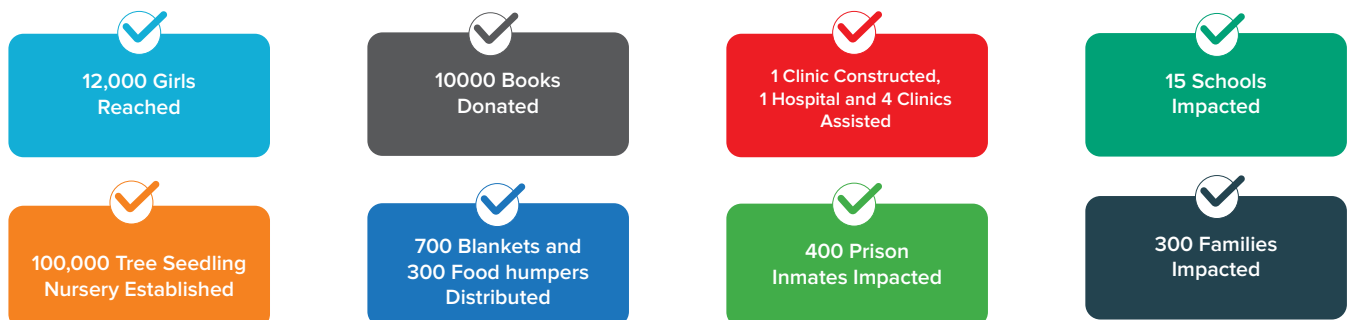 12,000 Girls
Reached
10000 Books
Donated
1 Clinic Constructed,
1 Hospital and 4 Clinics
Assisted
15 Schools
Impacted
100,000 Tree Seedling
Nursery Established
700 Blankets and
300 Food humpers
Distributed
400 Prison
Inmates Impacted
300 Families
Impacted